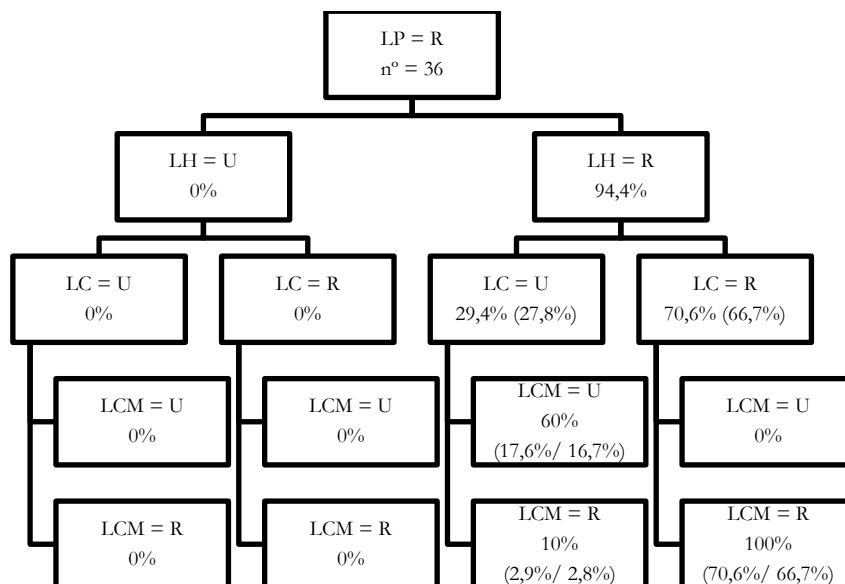 LP = R
nº = 36
LH = U
0%
LH = R
94,4%
LC = U
0%
LC = R
0%
LC = U
29,4% (27,8%)
LC = R
70,6% (66,7%)
LCM = U
0%
LCM = U
0%
LCM = U
60%
(17,6%/ 16,7%)
LCM = U
0%
LCM = R
0%
LCM = R
0%
LCM = R
10%
(2,9%/ 2,8%)
LCM = R
100%
(70,6%/ 66,7%)